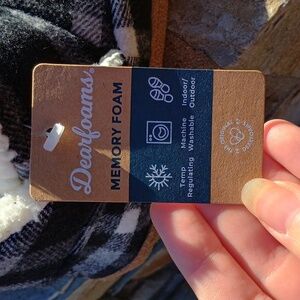 Dearfoams.
MEMORY FOAM
Indoor/
Outdoor
Machine
Washable
Temp
Regulating